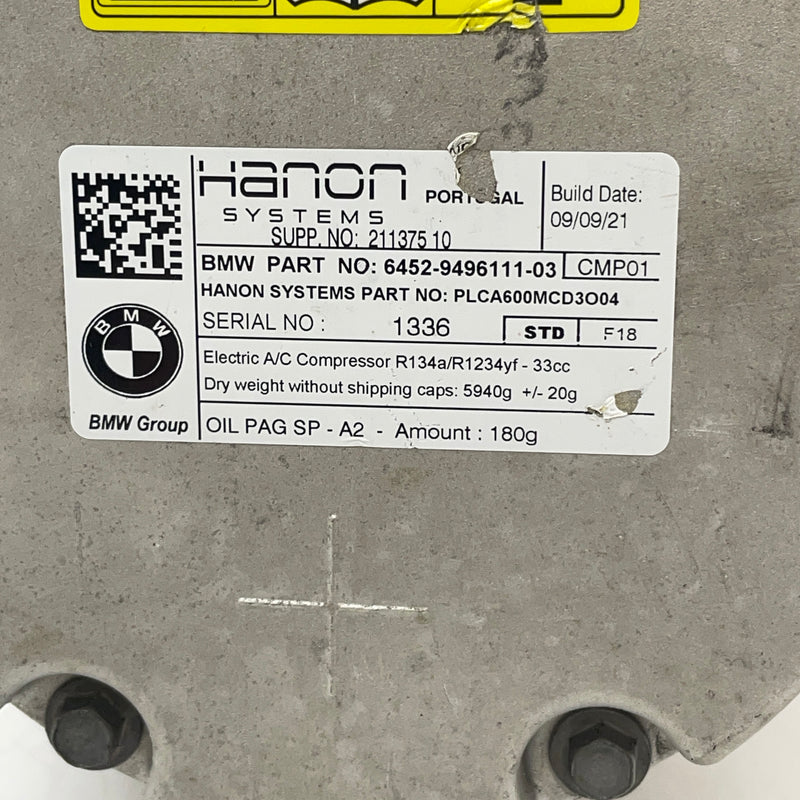 Hanon
SYSTEMS
PORTUGAL
Build Date:
09/09/21
SUPP. NO: 21137510
BMW PART NO: 6452-9496111-03
CMP01
HANON SYSTEMS PART NO: PLCA600MCD3O04
SERIAL NO : 1336
STD
F18
Electric A/C Compressor R134a/R1234yf - 33cc
Dry weight without shipping caps: 5940g +/- 20g
OIL PAG SP - A2 - Amount : 180g
BMW
BMW Group